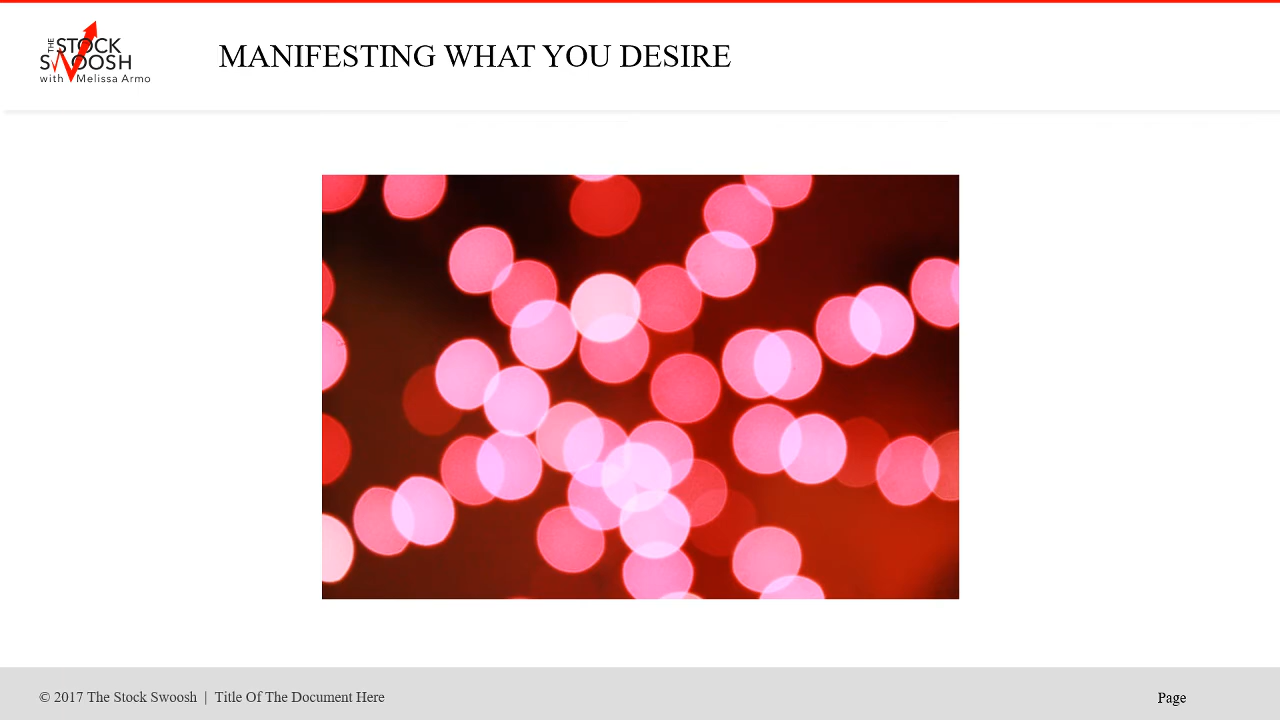 THE STOCK
SWOOSH
with Melissa Armo
MANIFESTING WHAT YOU DESIRE
© 2017 The Stock Swoosh | Title Of The Document Here
Page